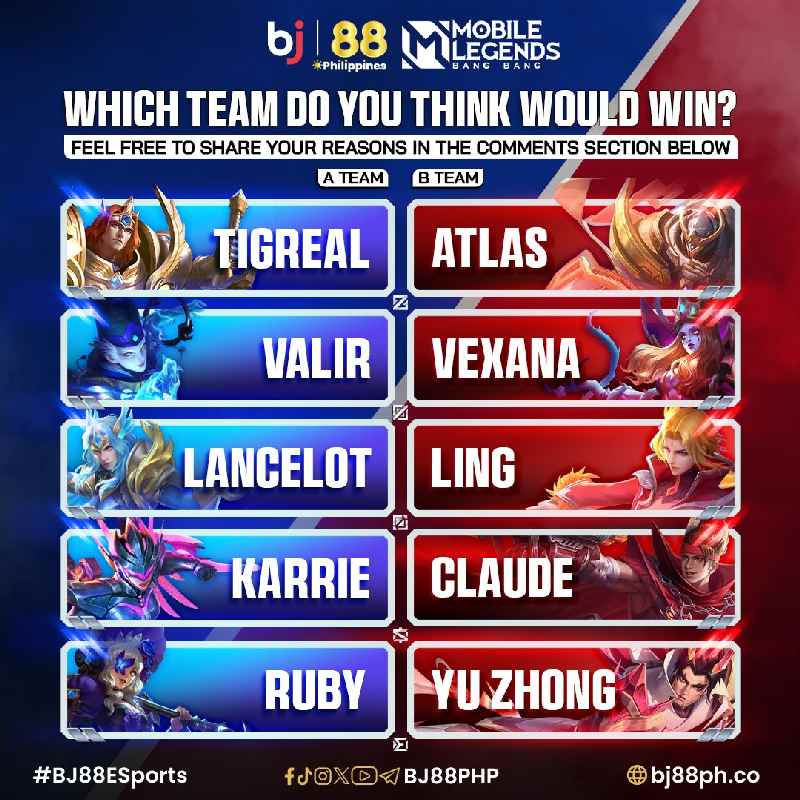 bj | 88
Philippines
MOBILE
LEGENDS
BANG BANG
WHICH TEAM DO YOU THINK WOULD WIN?
FEEL FREE TO SHARE YOUR REASONS IN THE COMMENTS SECTION BELOW
A TEAM
B TEAM
TIGREAL
ATLAS
VALIR
VEXANA
LANCELOT
LING
KARRIE
CLAUDE
RUBY
YU ZHONG
#BJ88ESports
BJ88PHP
bj88ph.co